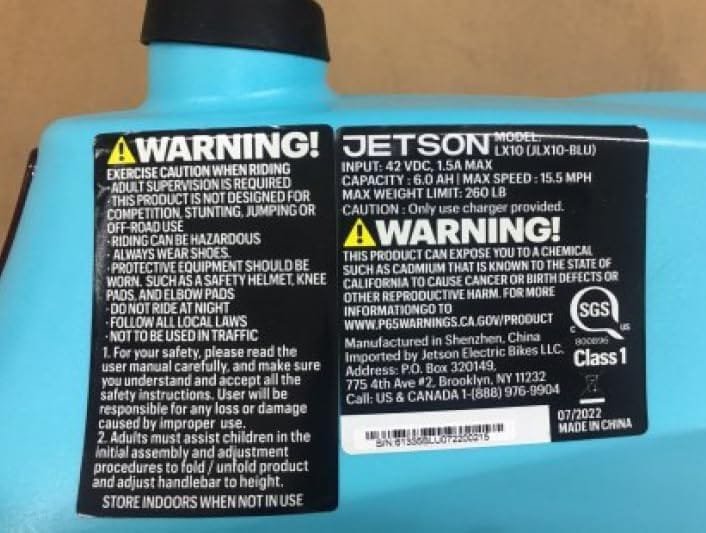 WARNING!
EXERCISE CAUTION WHEN RIDING
· ADULT SUPERVISION IS REQUIRED
· THIS PRODUCT IS NOT DESIGNED FOR
COMPETITION, STUNTING, JUMPING OR
OFF-ROAD USE
· RIDING CAN BE HAZARDOUS
· ALWAYS WEAR SHOES.
· PROTECTIVE EQUIPMENT SHOULD BE
WORN. SUCH AS A SAFETY HELMET, KNEE
PADS, AND ELBOW PADS
· DO NOT RIDE AT NIGHT
· FOLLOW ALL LOCAL LAWS
· NOT TO BE USED IN TRAFFIC
1. For your safety, please read the
user manual carefully, and make sure
you understand and accept all the
safety instructions. User will be
responsible for any loss or damage
caused by improper use.
2. Adults must assist children in the
initial assembly and adjustment
procedures to fold / unfold product
and adjust handlebar to height.
STORE INDOORS WHEN NOT IN USE
JETSON MODEL:
LX10 (JLX10-BLU)
INPUT: 42 VDC, 1.5A MAX
CAPACITY : 6.0 AH | MAX SPEED : 15.5 MPH
MAX WEIGHT LIMIT: 260 LB
CAUTION : Only use charger provided.
WARNING!
THIS PRODUCT CAN EXPOSE YOU TO A CHEMICAL
SUCH AS CADMIUM THAT IS KNOWN TO THE STATE OF
CALIFORNIA TO CAUSE CANCER OR BIRTH DEFECTS OR
OTHER REPRODUCTIVE HARM. FOR MORE
INFORMATIONGO TO
WWW.P65WARNINGS.CA.GOV/PRODUCT
SGS
C US
800896
Class 1
Manufactured in Shenzhen, China
Imported by Jetson Electric Bikes LLC.
Address: P.O. Box 320149,
775 4th Ave #2, Brooklyn, NY 11232
Call: US & CANADA 1-(888) 976-9904
07/2022
MADE IN CHINA